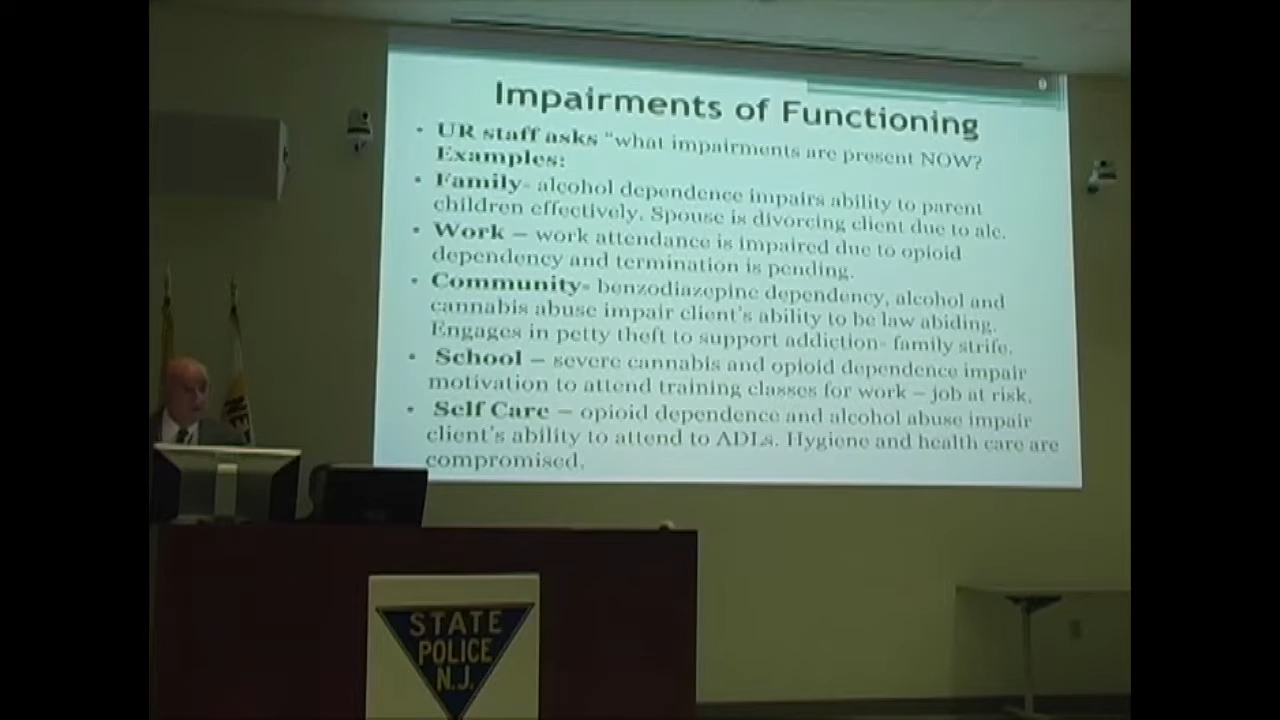 Impairments of Functioning
• UR staff asks "what impairments are present NOW?
Examples:
• Family- alcohol dependence impairs ability to parent
children effectively. Spouse is divorcing client due to alc.
• Work – work attendance is impaired due to opioid
dependency and termination is pending.
• Community- benzodiazepine dependency, alcohol and
cannabis abuse impair client's ability to be law abiding.
Engages in petty theft to support addiction- family strife.
• School – severe cannabis and opioid dependence impair
motivation to attend training classes for work – job at risk.
• Self Care – opioid dependence and alcohol abuse impair
client's ability to attend to ADLs. Hygiene and health care are
compromised.
STATE
POLICE
N.J.